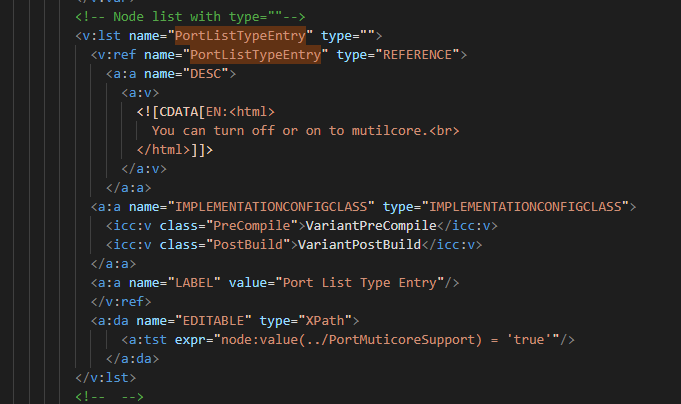 <!-- Node list with type=""-->
<v:lst name="PortListTypeEntry" type="">
<v:ref name="PortListTypeEntry" type="REFERENCE">
<a:a name="DESC">
<a:v>
<![CDATA[EN:<html>
You can turn off or on to mutilcore.<br>
</html>]]>
</a:v>
</a:a>
<a:a name="IMPLEMENTATIONCONFIGCLASS" type="IMPLEMENTATIONCONFIGCLASS">
<icc:v class="PreCompile">VariantPreCompile</icc:v>
<icc:v class="PostBuild">VariantPostBuild</icc:v>
</a:a>
<a:a name="LABEL" value="Port List Type Entry"/>
</v:ref>
<a:da name="EDITABLE" type="XPath">
<a:tst expr="node:value(../PortMuticoreSupport) = 'true'"/>
</a:da>
</v:lst>
<!--  -->